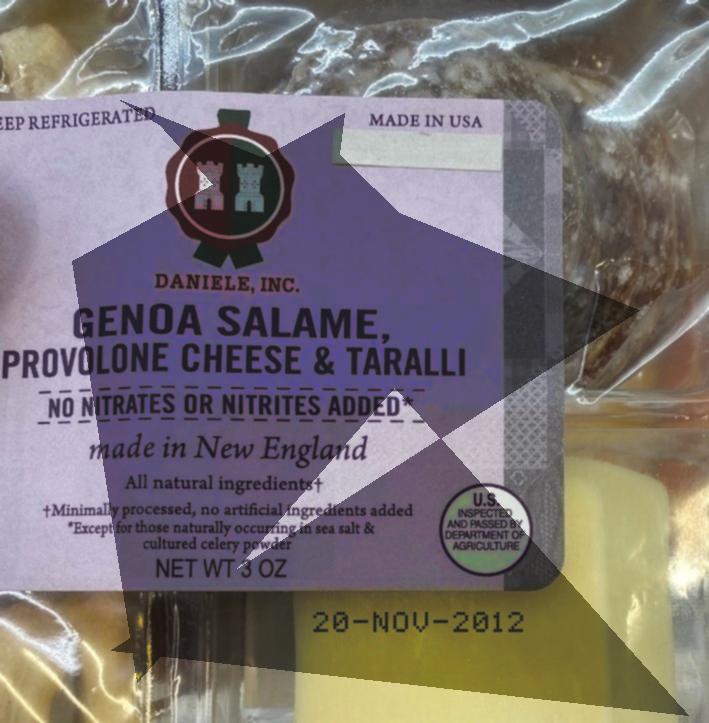 EEP REFRIGERATED
MADE IN USA
DANIELE, INC.
GENOA SALAME,
PROVOLONE CHEESE & TARALLI
NO NITRATES OR NITRITES ADDED*
made in New England
All natural ingredients†
†Minimally processed, no artificial ingredients added
*Except for those naturally occurring in sea salt &
cultured celery powder
NET WT 3 OZ
U.S.
INSPECTED
AND PASSED BY
DEPARTMENT OF
AGRICULTURE
20-NOV-2012